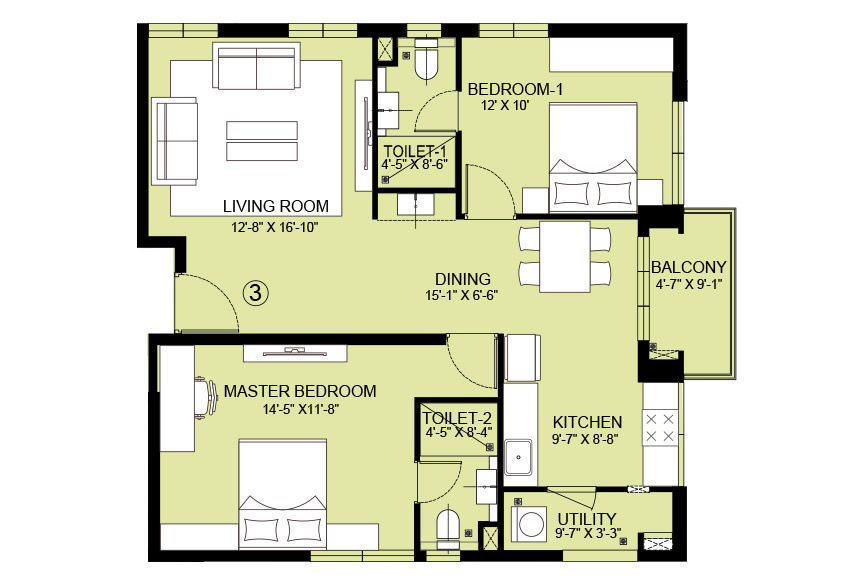 BEDROOM-1
12' X 10'
TOILET-1
4'-5" X 8'-6"
LIVING ROOM
12'-8" X 16'-10"
DINING
15'-1" X 6'-6"
BALCONY
4'-7" X 9'-1"
3
MASTER BEDROOM
14'-5" X11'-8"
TOILET-2
4'-5" X 8'-4"
KITCHEN
9'-7" X 8'-8"
UTILITY
9'-7" X 3'-3"